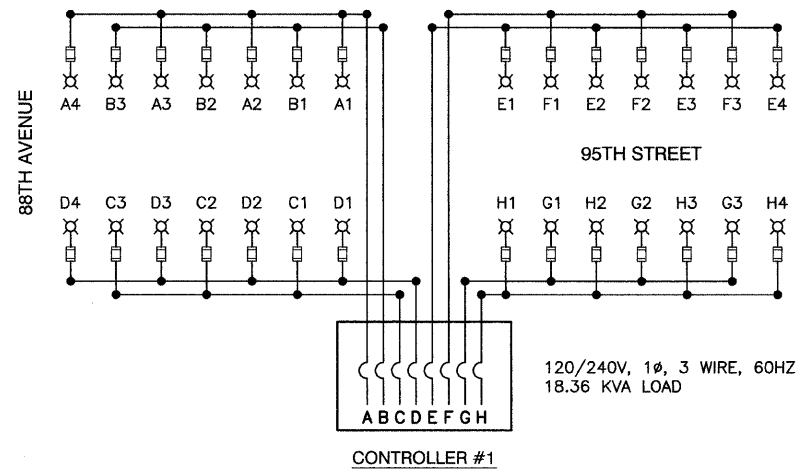 88TH AVENUE
A4 B3 A3 B2 A2 B1 A1
E1 F1 E2 F2 E3 F3 E4
95TH STREET
D4 C3 D3 C2 D2 C1 D1
H1 G1 H2 G2 H3 G3 H4
120/240V, 1ø, 3 WIRE, 60HZ
18.36 KVA LOAD
A B C D E F G H
CONTROLLER #1